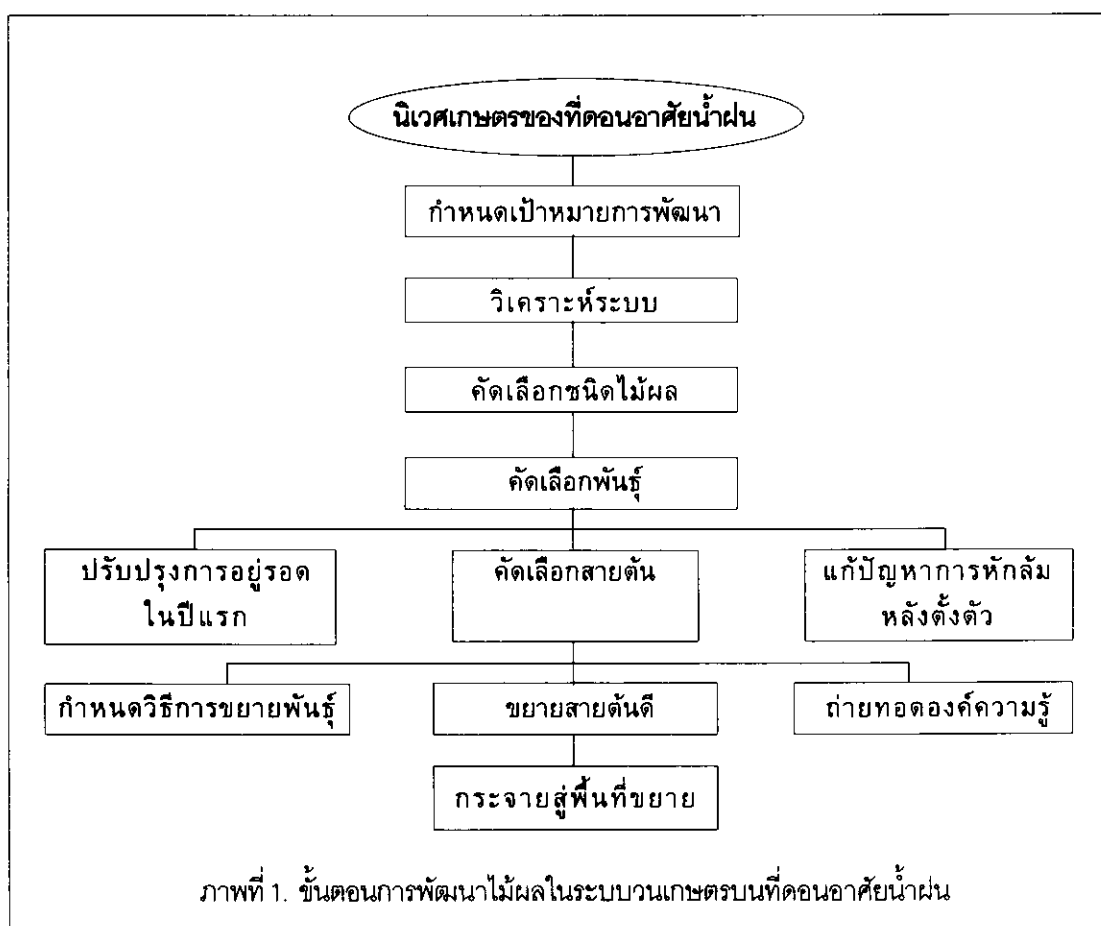 นิเวศเกษตรของที่ดอนอาศัยน้ำฝน
กำหนดเป้าหมายการพัฒนา
วิเคราะห์ระบบ
คัดเลือกชนิดไม้ผล
คัดเลือกพันธุ์
ปรับปรุงการอยู่รอด
ในปีแรก
คัดเลือกสายต้น
แก้ปัญหาการหักล้ม
หลังตั้งตัว
กำหนดวิธีการขยายพันธุ์
ขยายสายต้นดี
ถ่ายทอดองค์ความรู้
กระจายสู่พื้นที่ขยาย
ภาพที่ 1. ขั้นตอนการพัฒนาไม้ผลในระบบวนเกษตรบนที่ดอนอาศัยน้ำฝน